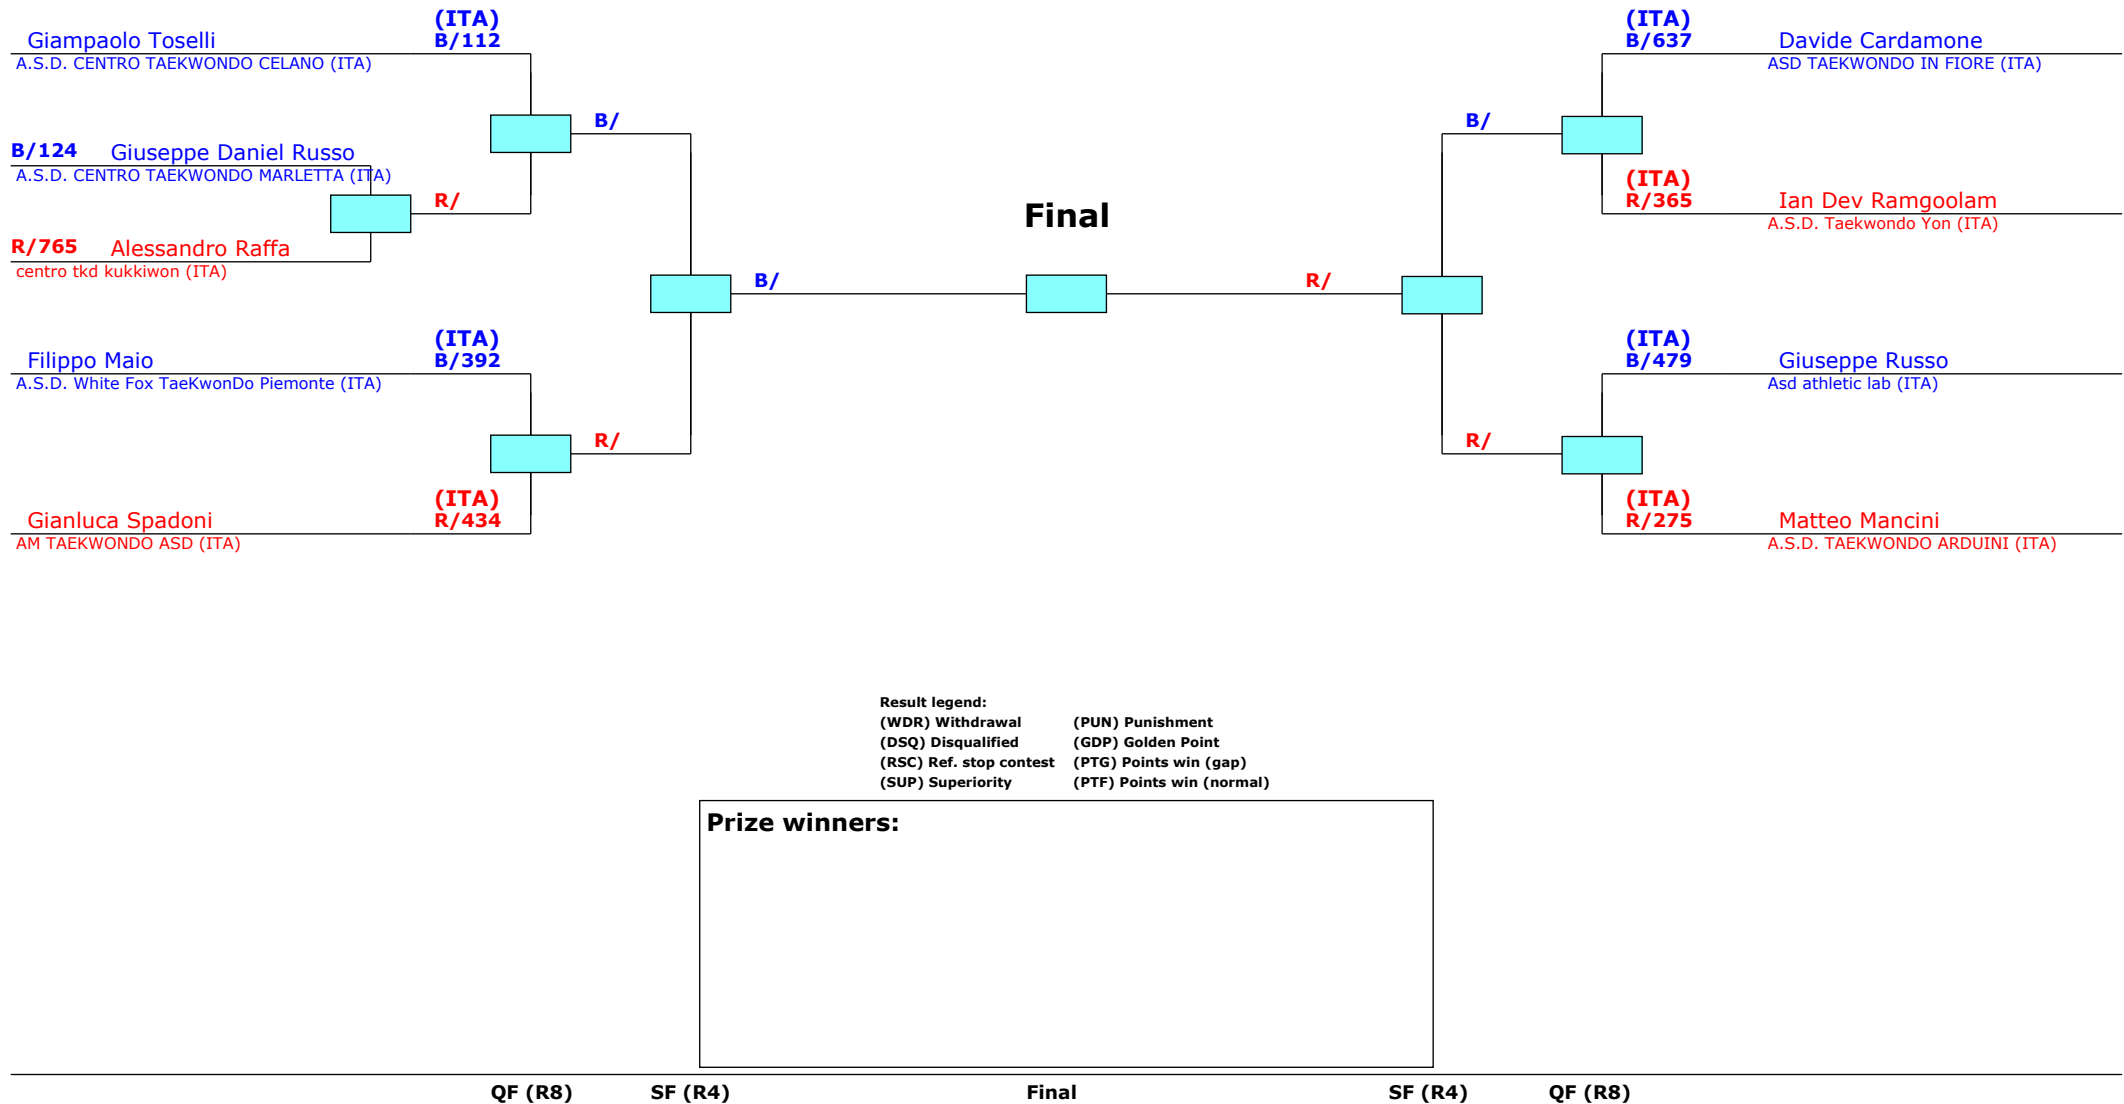 (ITA)
Giampaolo Toselli B/112
A.S.D. CENTRO TAEKWONDO CELANO (ITA)
B/
B/124 Giuseppe Daniel Russo
A.S.D. CENTRO TAEKWONDO MARLETTA (ITA)
R/
R/765 Alessandro Raffa
centro tkd kukkiwon (ITA)
B/
(ITA)
Filippo Maio B/392
A.S.D. White Fox TaeKwonDo Piemonte (ITA)
R/
(ITA)
Gianluca Spadoni R/434
AM TAEKWONDO ASD (ITA)
Final
(ITA)
B/637 Davide Cardamone
ASD TAEKWONDO IN FIORE (ITA)
B/
(ITA)
R/365 Ian Dev Ramgoolam
A.S.D. Taekwondo Yon (ITA)
R/
(ITA)
B/479 Giuseppe Russo
Asd athletic lab (ITA)
R/
(ITA)
R/275 Matteo Mancini
A.S.D. TAEKWONDO ARDUINI (ITA)
Result legend:
(WDR) Withdrawal (PUN) Punishment
(DSQ) Disqualified (GDP) Golden Point
(RSC) Ref. stop contest (PTG) Points win (gap)
(SUP) Superiority (PTF) Points win (normal)
Prize winners:
QF (R8) SF (R4) Final SF (R4) QF (R8)